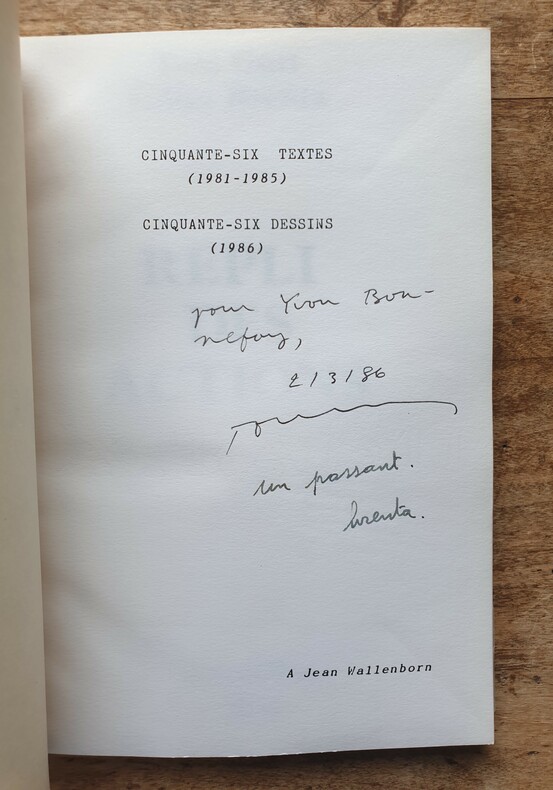 CINQUANTE-SIX TEXTES
(1981-1985)
CINQUANTE-SIX DESSINS
(1986)
pour Yvon Bon-
nefoy,
2/3/86
un passant.
A Jean Wallenborn